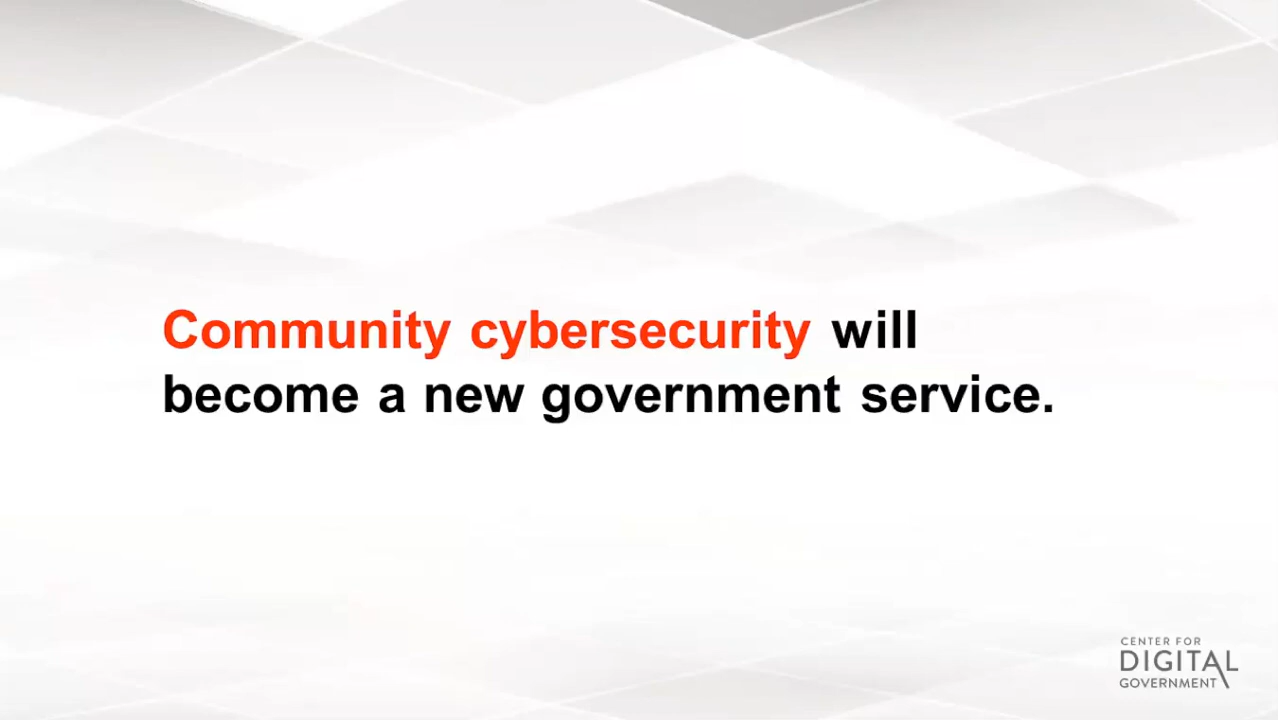 Community cybersecurity will
become a new government service.
CENTER FOR
DIGITAL
GOVERNMENT